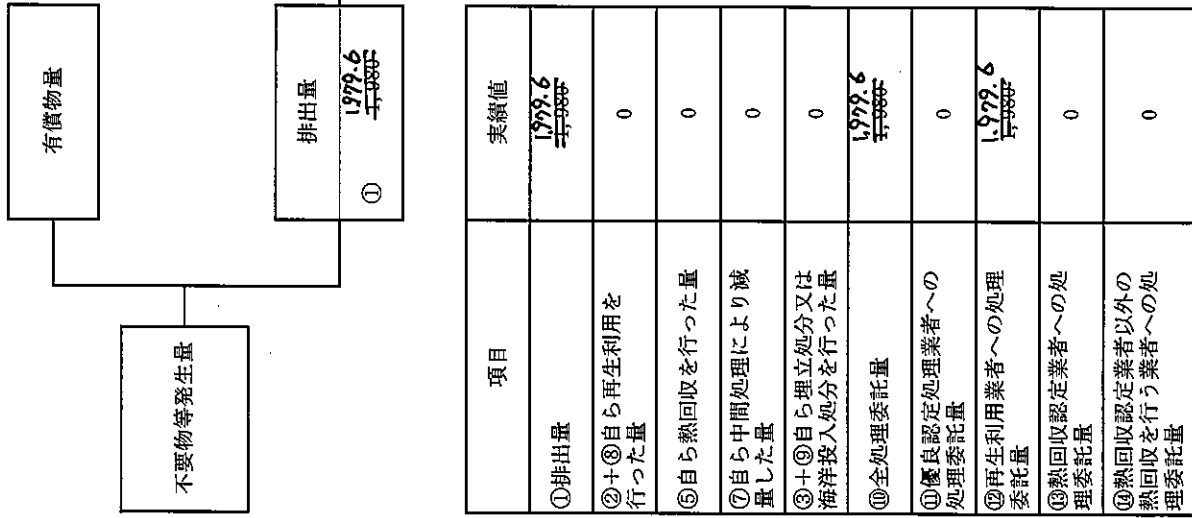 有償物量
不要物等発生量
排出量
①
1979.6
1,980
項目
実績値
①排出量
1,979.6
1,980
②+⑧自ら再生利用を
行った量
0
⑤自ら熱回収を行った量
0
⑦自ら中間処理により減
量した量
0
③+⑨自ら埋立処分又は
海洋投入処分を行った量
0
⑩全処理委託量
1,979.6
1,980
⑪優良認定処理業者への
処理委託量
0
⑫再生利用業者への処理
委託量
1.979.6
1,980
⑬熱回収認定業者への処
理委託量
0
⑭熱回収認定業者以外の
熱回収を行う業者への処
理委託量
0